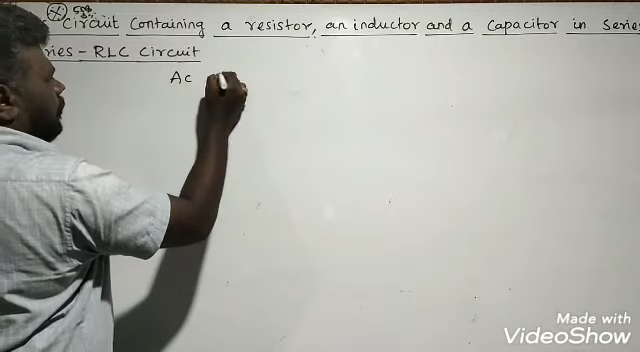 Circuit Containing a resistor, an inductor and a Capacitor in Series
ries - RLC Circuit
AC
Made with
VideoShow